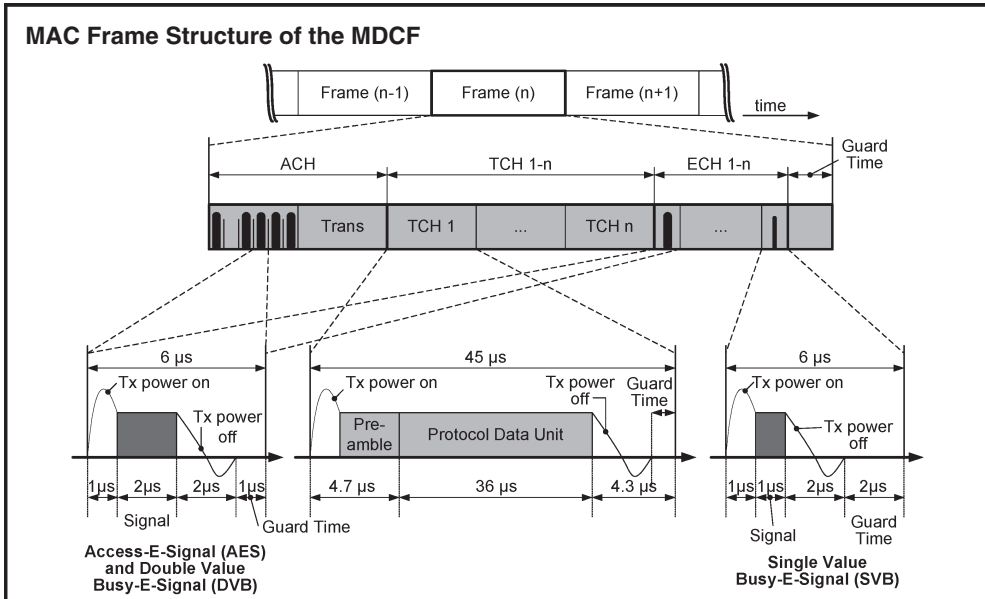 MAC Frame Structure of the MDCF
Frame (n-1)
Frame (n)
Frame (n+1)
time
ACH
TCH 1-n
ECH 1-n
Guard
Time
Trans
TCH 1
...
TCH n
...
6 μs
Tx power on
Tx power
off
1μs
2μs
2μs
1μs
Signal
Guard Time
Access-E-Signal (AES)
and Double Value
Busy-E-Signal (DVB)
45 μs
Tx power on
Tx power
off
Guard
Time
Pre-
amble
Protocol Data Unit
4.7 μs
36 μs
4.3 μs
6 μs
Tx power on
Tx power
off
1μs
1μs
2μs
2μs
Signal
Guard
Time
Single Value
Busy-E-Signal (SVB)